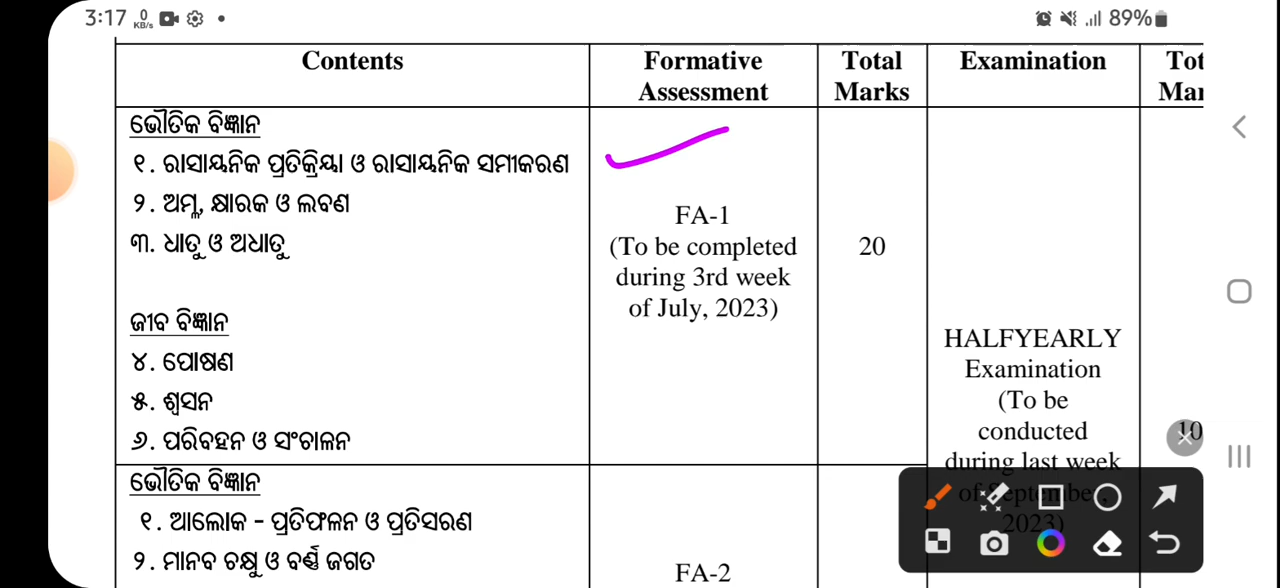 3:17 0 KB/s 89%
Contents
Formative Assessment
Total Marks
Examination
ଭୌତିକ ବିଜ୍ଞାନ
୧. ରାସାୟନିକ ପ୍ରତିକ୍ରିୟା ଓ ରାସାୟନିକ ସମୀକରଣ
୨. ଅମ୍ଳ, କ୍ଷାରକ ଓ ଲବଣ
୩. ଧାତୁ ଓ ଅଧାତୁ
ଜୀବ ବିଜ୍ଞାନ
୪. ପୋଷଣ
୫. ଶ୍ୱସନ
୬. ପରିବହନ ଓ ସଂଚାଳନ
FA-1
(To be completed
during 3rd week
of July, 2023)
20
HALFYEARLY
Examination
(To be
conducted
during last week
of September,
2023)
10
ଭୌତିକ ବିଜ୍ଞାନ
୧. ଆଲୋକ - ପ୍ରତିଫଳନ ଓ ପ୍ରତିସରଣ
୨. ମାନବ ଚକ୍ଷୁ ଓ ବର୍ଣ୍ଣ ଜଗତ
FA-2